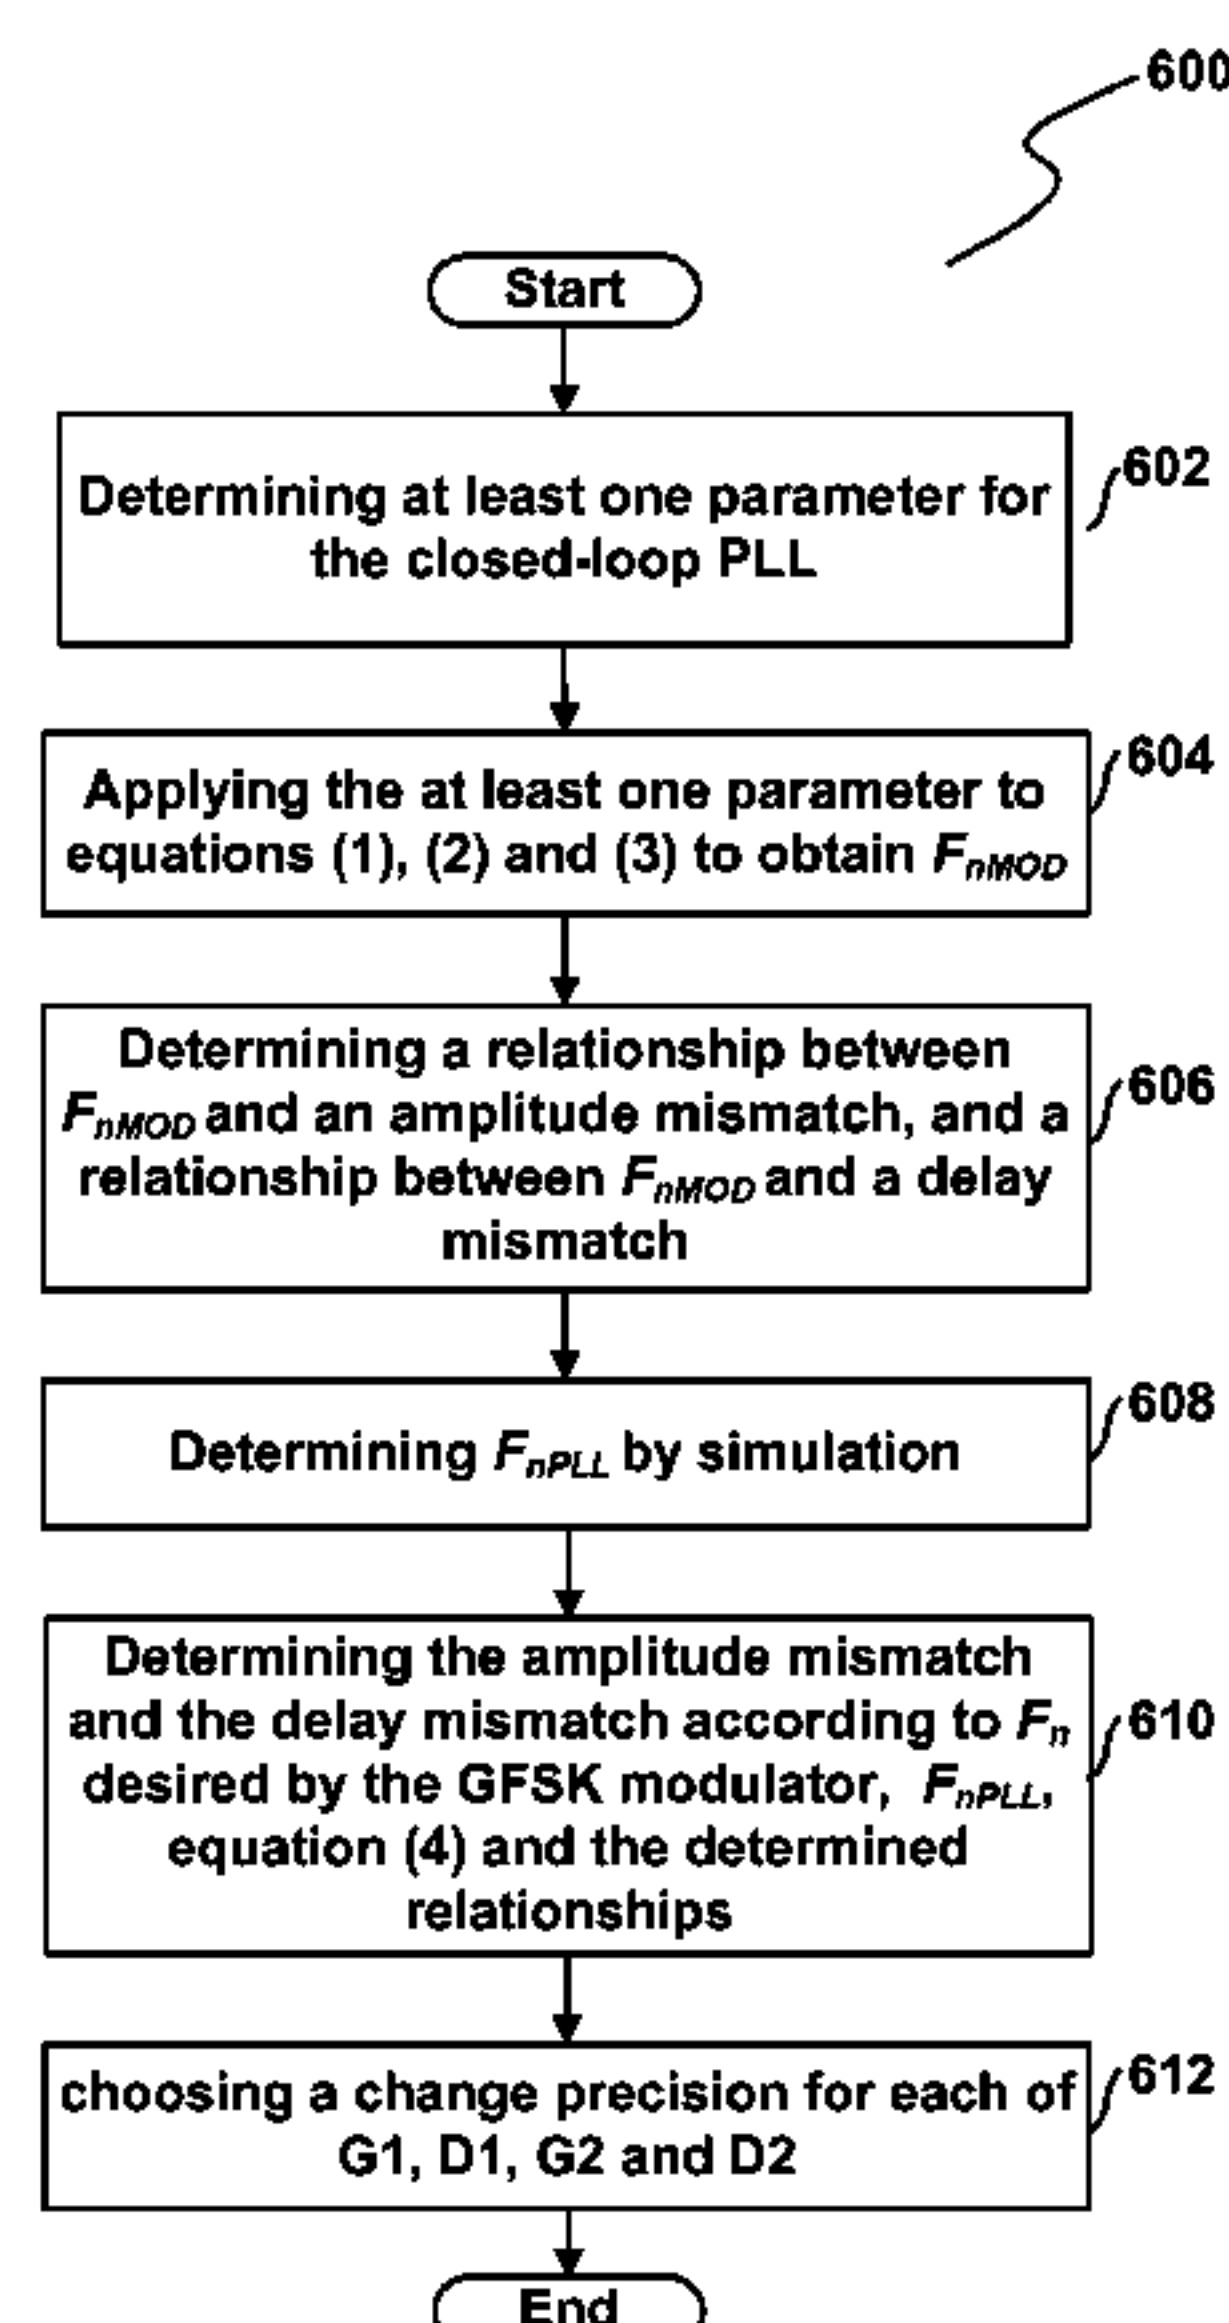 600
Start
Determining at least one parameter for
the closed-loop PLL
602
Applying the at least one parameter to
equations (1), (2) and (3) to obtain FnMOD
604
Determining a relationship between
FnMOD and an amplitude mismatch, and a
relationship between FnMOD and a delay
mismatch
606
Determining FnPLL by simulation
608
Determining the amplitude mismatch
and the delay mismatch according to Fn
desired by the GFSK modulator, FnPLL,
equation (4) and the determined
relationships
610
choosing a change precision for each of
G1, D1, G2 and D2
612
End